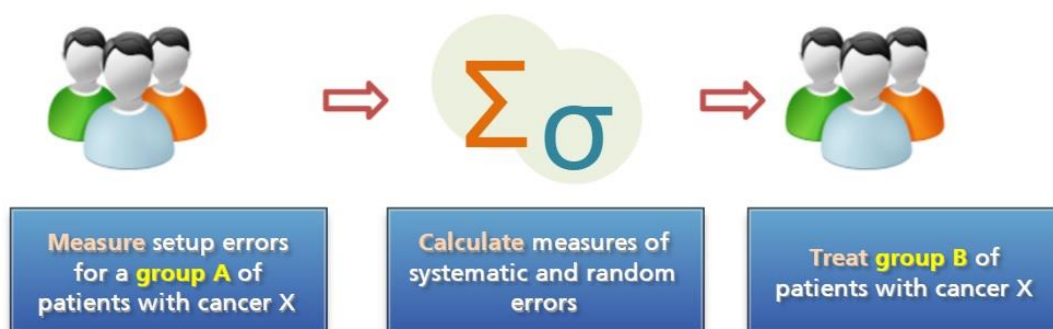 Σ
σ
Measure setup errors
for a group A of
patients with cancer X
Calculate measures of
systematic and random
errors
Treat group B of
patients with cancer X